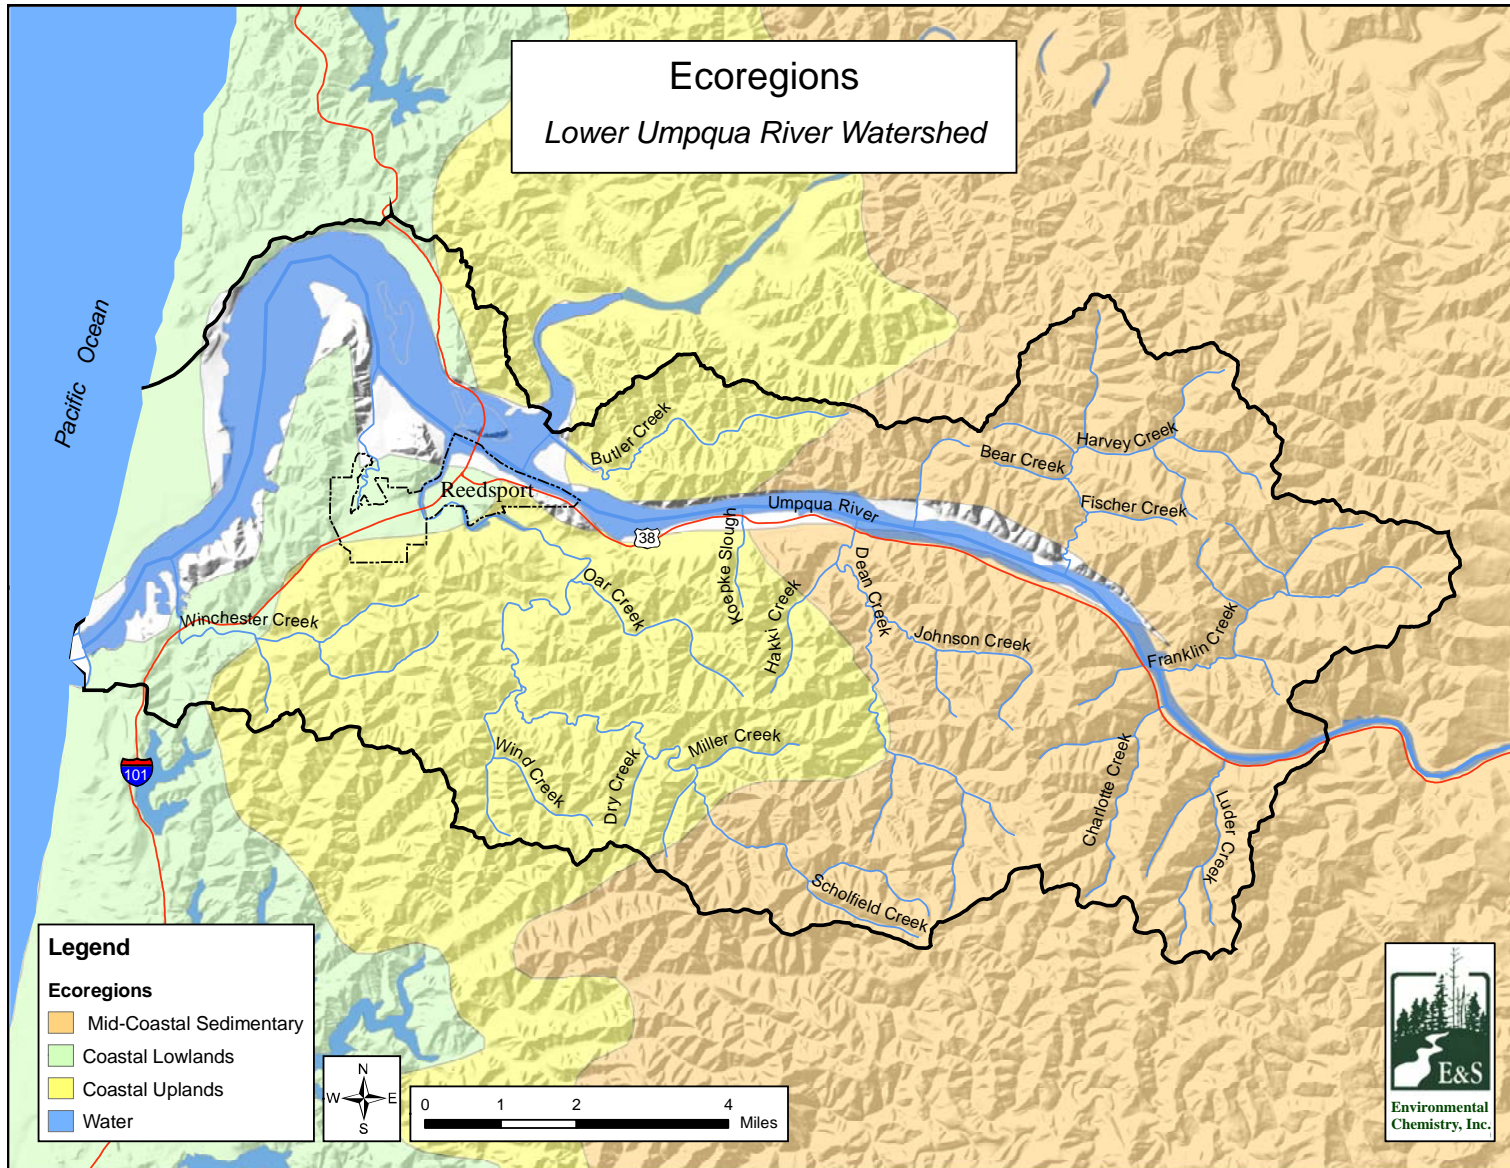 Ecoregions
Lower Umpqua River Watershed
Pacific Ocean
Butler Creek
Harvey Creek
Bear Creek
Fischer Creek
Reedsport
Umpqua River
38
Koepke Slough
Oar Creek
Hakki Creek
Dean Creek
Johnson Creek
Winchester Creek
Franklin Creek
Wind Creek
Dry Creek
Miller Creek
Charlotte Creek
Luder Creek
Scholfield Creek
101
Legend
Ecoregions
Mid-Coastal Sedimentary
Coastal Lowlands
Coastal Uplands
Water
N
W E
S
0 1 2 4
Miles
E&S
Environmental
Chemistry, Inc.